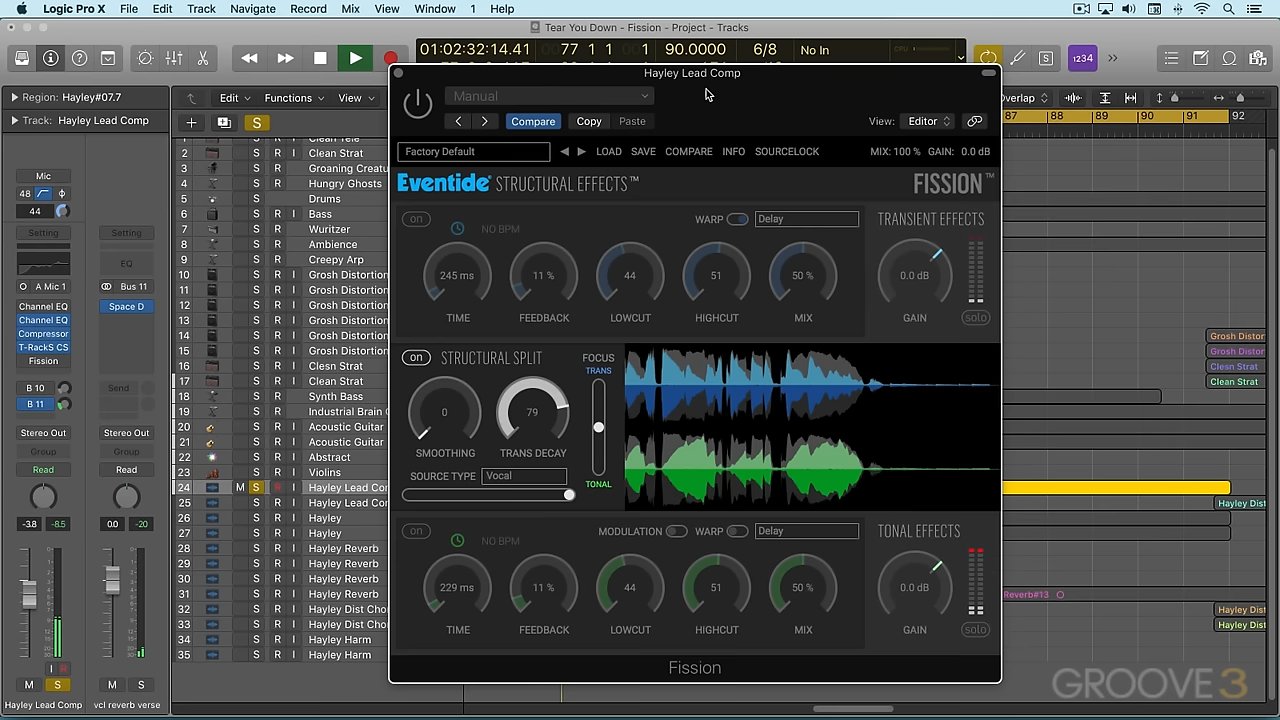 Logic Pro X File Edit Track Navigate Record Mix View Window 1 Help
Tear You Down - Fission - Project - Tracks
01:02:32:14.41 77 1 1 90.0000 6/8 No In CPU
1234
Hayley Lead Comp
Region: Hayley#07.7
Track: Hayley Lead Comp
Edit Functions View
Overlap
87 88 89 90 91 92
Manual
Compare Copy Paste View: Editor
Factory Default LOAD SAVE COMPARE INFO SOURCELOCK MIX: 100 % GAIN: 0.0 dB
Eventide STRUCTURAL EFFECTS™ FISSION™
on WARP Delay TRANSIENT EFFECTS
NO BPM
245 ms 11 % 44 51 50 % 0.0 dB
TIME FEEDBACK LOWCUT HIGHCUT MIX GAIN solo
on STRUCTURAL SPLIT FOCUS
TRANS
0 79
SMOOTHING TRANS DECAY
SOURCE TYPE Vocal
TONAL
on MODULATION WARP Delay TONAL EFFECTS
NO BPM
229 ms 11 % 44 51 50 % 0.0 dB
TIME FEEDBACK LOWCUT HIGHCUT MIX GAIN solo
Fission
Mic
48
44
Setting Setting
EQ
A Mic 1 Bus 11
Channel EQ Space D
Channel EQ
Compressor
T-RackS CS
Fission
B 10 Send
B 11
Stereo Out Stereo Out
Group Group
Read Read
-3.8 -8.5 0.0 -20
I R
M S M S
Hayley Lead Comp vcl reverb verse
S
S R I Clean Tele
2 S R I Clean Strat
3 S R Groaning Creatu
4 S R I Hungry Ghosts
5 S Drums
6 S R I Bass
7 S R Wuritzer
8 S R Ambience
9 S R Creepy Arp
10 S R I Grosh Distortion
11 S R I Grosh Distortion
12 S R I Grosh Distortion
13 S R I Grosh Distortion
14 S R I Grosh Distortion
15 S R I Grosh Distortion
16 S R I Clesn Strat
17 S R I Clesn Strat
18 S R Synth Bass
19 S R Industrial Brain
20 S R Acoustic Guitar
21 S R Acoustic Guitar
22 S R Abstract
23 S R Violins
24 M S R I Hayley Lead Co
25 S R I Hayley Lead Co
26 S R I Hayley
27 S R I Hayley
28 S R I Hayley Reverb
29 S R I Hayley Reverb
30 S R I Hayley Reverb
31 S R I Hayley Reverb
32 S R I Hayley Dist Cho
33 S R I Hayley Dist Cho
34 S R I Hayley Harm
35 S R I Hayley Harm
Grosh Distor
Grosh Distor
Clesn Strat
Clesn Strat
Hayley Dist
Reverb#13
Hayley Dist
Hayley Dist
GROOVE 3